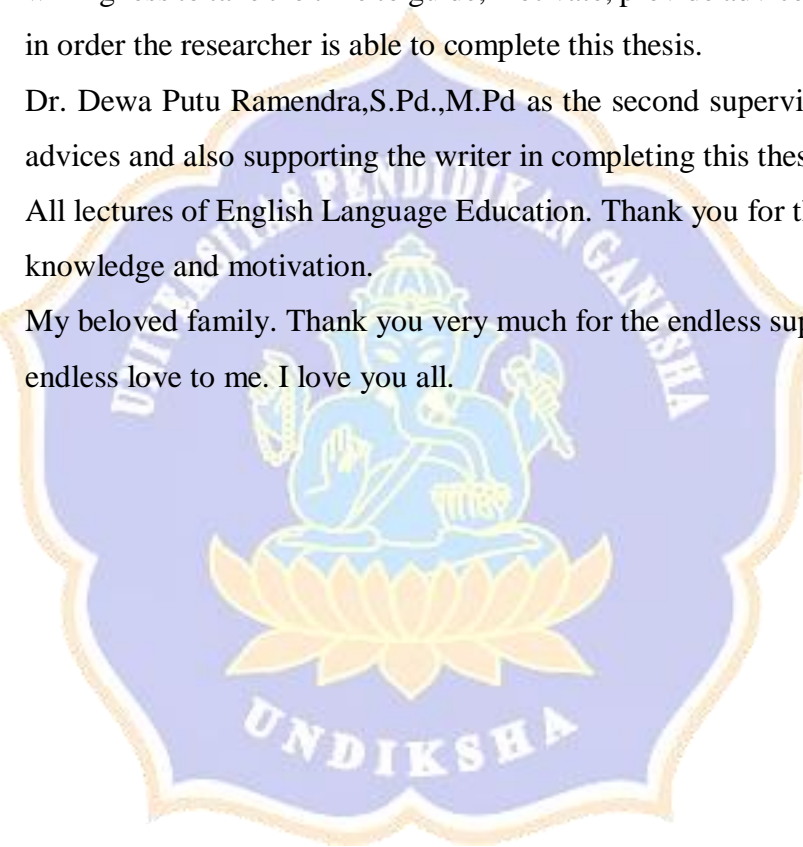 in order the researcher is able to complete this thesis.
Dr. Dewa Putu Ramendra,S.Pd.,M.Pd as the second
advices and also supporting the writer in completing this
All lectures of English Language Education. Thank you for
knowledge and motivation.
My beloved family. Thank you very much for the endless
endless love to me. I love you all.
UNIVERSITAS PENDIDIKAN GANESHA
UNDIKSHA